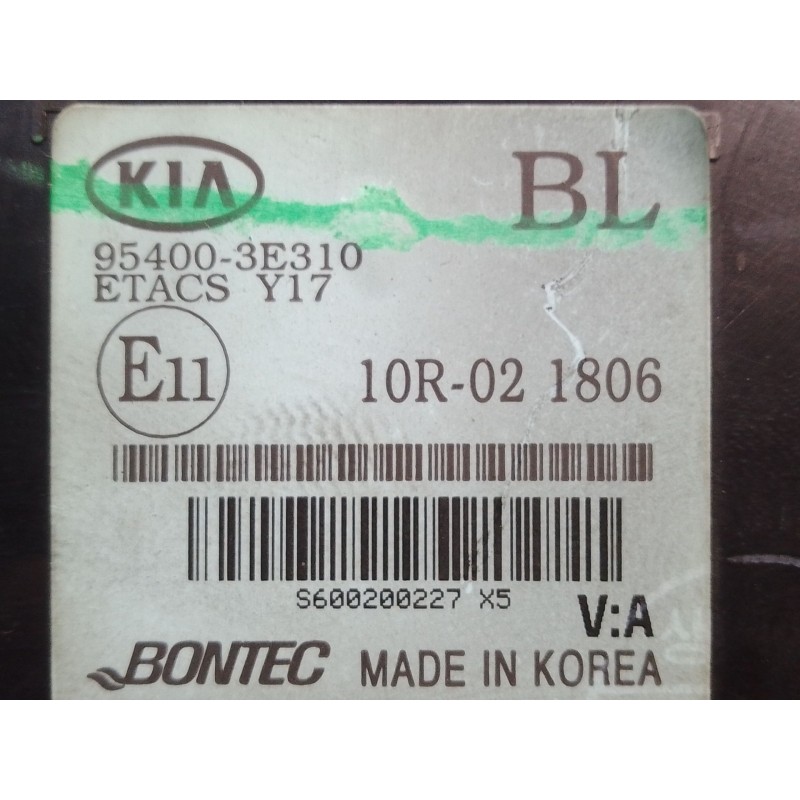 KIA BL
95400-3E310
ETACS Y17
E11 10R-02 1806
S600200227 X5
V:A
BONTEC MADE IN KOREA